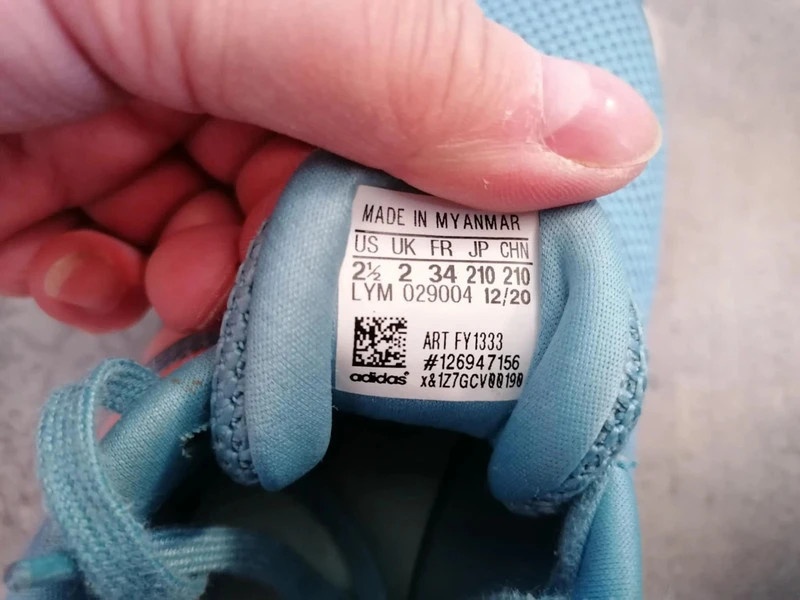 MADE IN MYANMAR
US UK FR JP CHN
2½ 2 34 210 210
LYM 029004 12/20
ART FY1333
#126947156
adidas® x&1Z7GCV00190